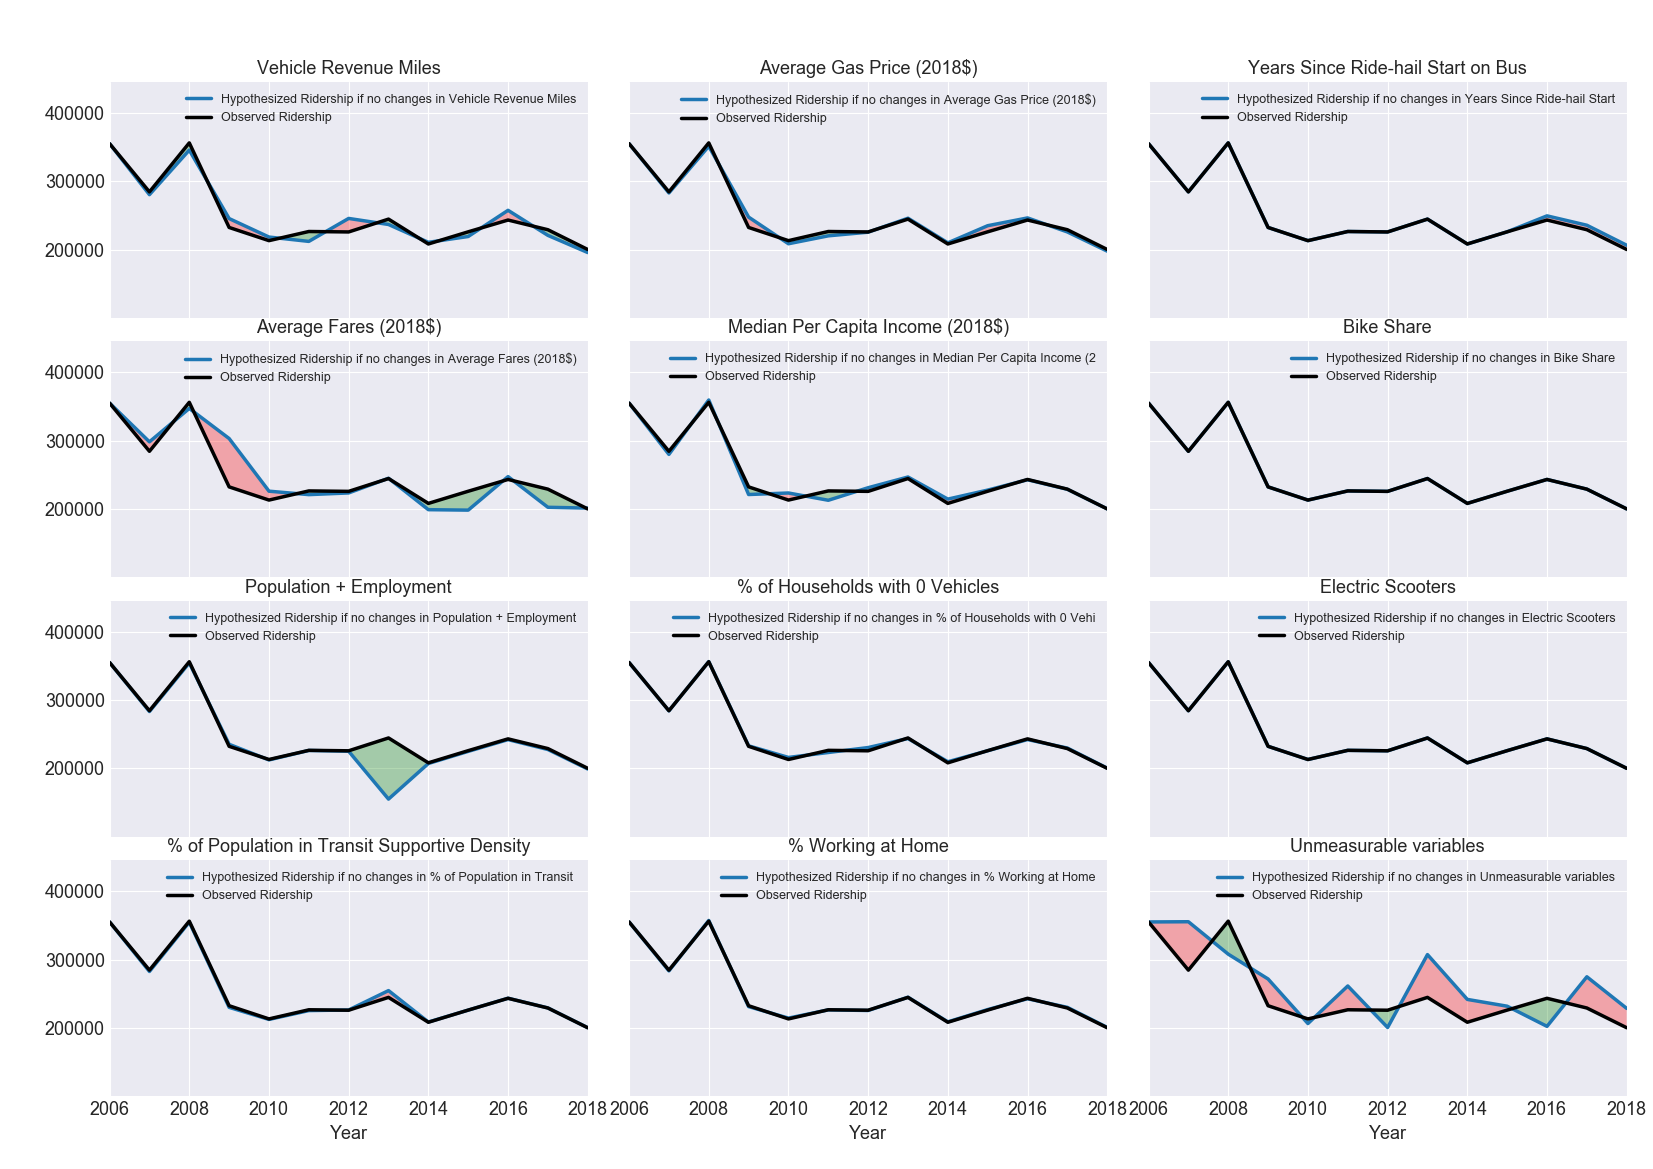 Vehicle Revenue Miles
Hypothesized Ridership if no changes in Vehicle Revenue Miles
Observed Ridership
400000
300000
200000
Average Gas Price (2018$)
Hypothesized Ridership if no changes in Average Gas Price (2018$)
Observed Ridership
Years Since Ride-hail Start on Bus
Hypothesized Ridership if no changes in Years Since Ride-hail Start
Observed Ridership
Average Fares (2018$)
Hypothesized Ridership if no changes in Average Fares (2018$)
Observed Ridership
400000
300000
200000
Median Per Capita Income (2018$)
Hypothesized Ridership if no changes in Median Per Capita Income (2
Observed Ridership
Bike Share
Hypothesized Ridership if no changes in Bike Share
Observed Ridership
Population + Employment
Hypothesized Ridership if no changes in Population + Employment
Observed Ridership
400000
300000
200000
% of Households with 0 Vehicles
Hypothesized Ridership if no changes in % of Households with 0 Vehi
Observed Ridership
Electric Scooters
Hypothesized Ridership if no changes in Electric Scooters
Observed Ridership
% of Population in Transit Supportive Density
Hypothesized Ridership if no changes in % of Population in Transit
Observed Ridership
400000
300000
200000
2006 2008 2010 2012 2014 2016 2018
Year
% Working at Home
Hypothesized Ridership if no changes in % Working at Home
Observed Ridership
2006 2008 2010 2012 2014 2016 2018
Year
Unmeasurable variables
Hypothesized Ridership if no changes in Unmeasurable variables
Observed Ridership
2006 2008 2010 2012 2014 2016 2018
Year